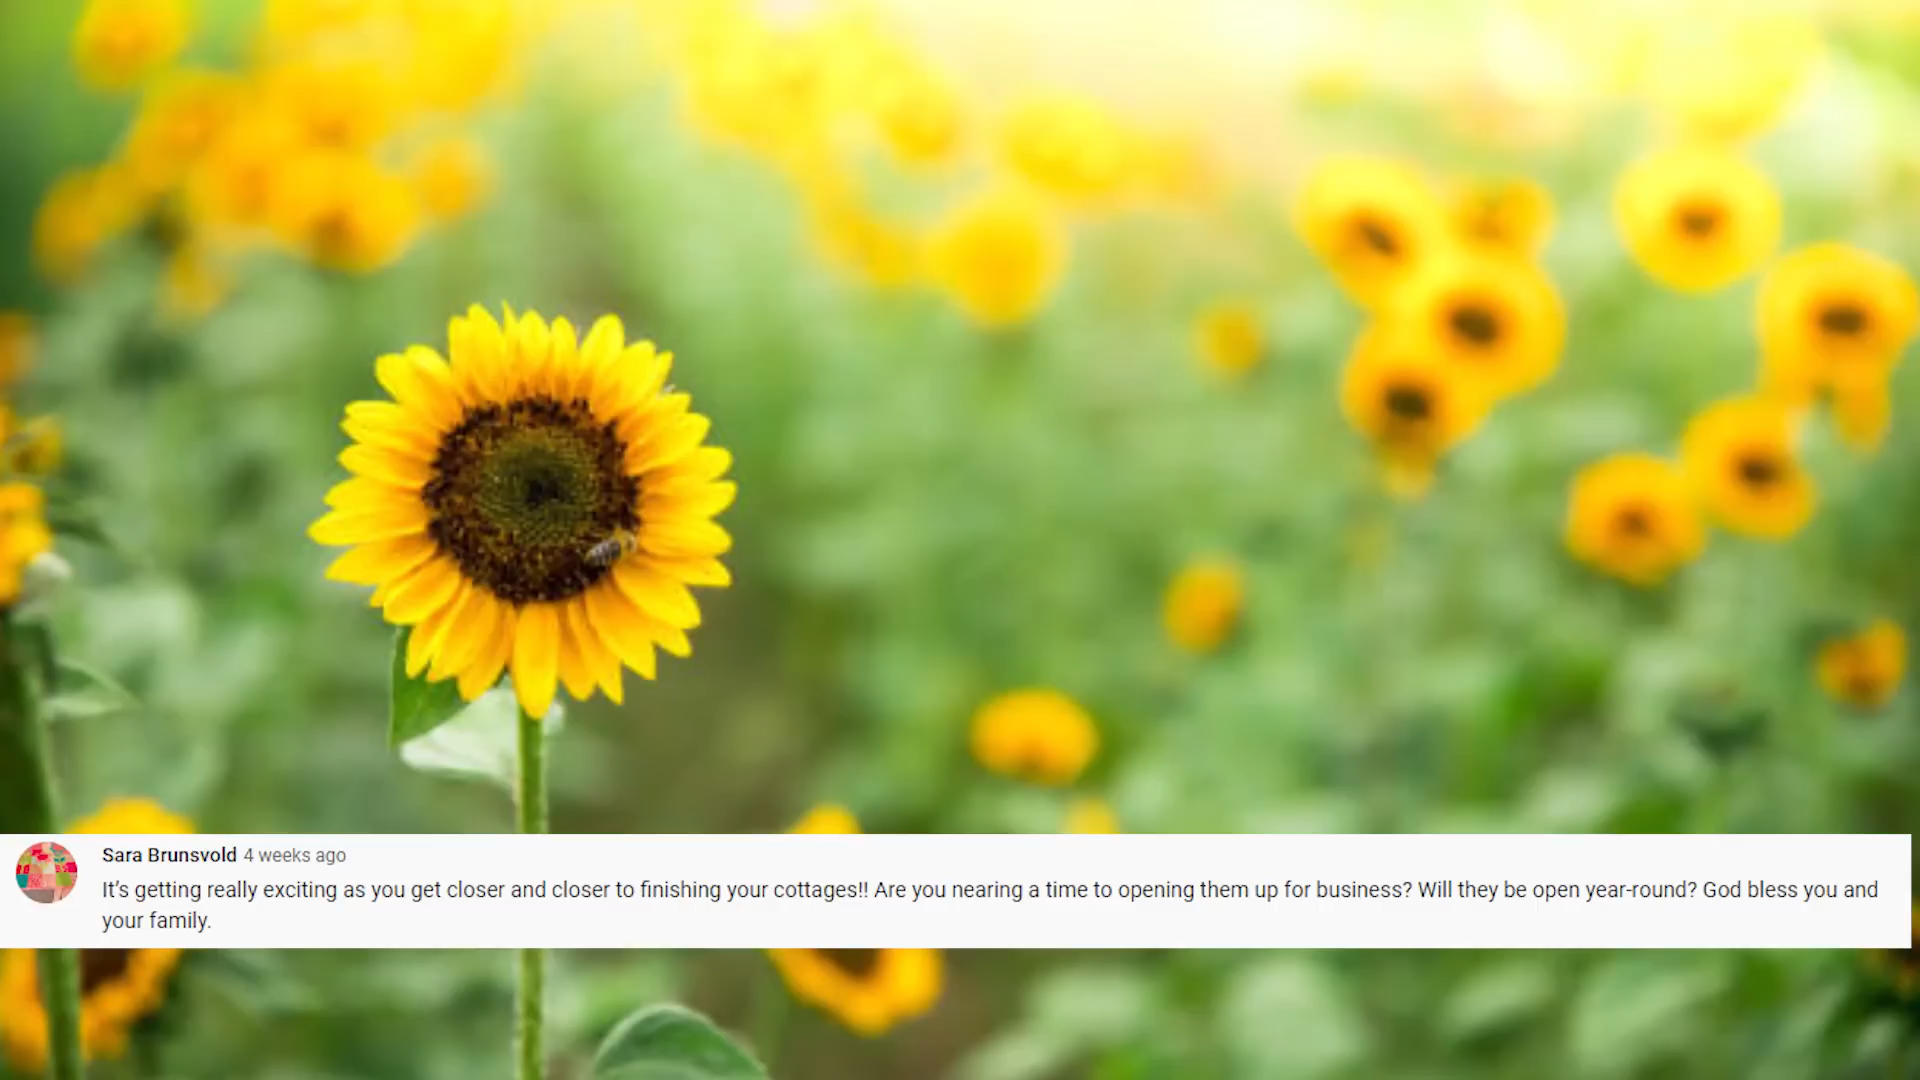 Sara Brunsvold 4 weeks ago
It’s getting really exciting as you get closer and closer to finishing your cottages!! Are you nearing a time to opening them up for business? Will they be open year-round? God bless you and
your family.